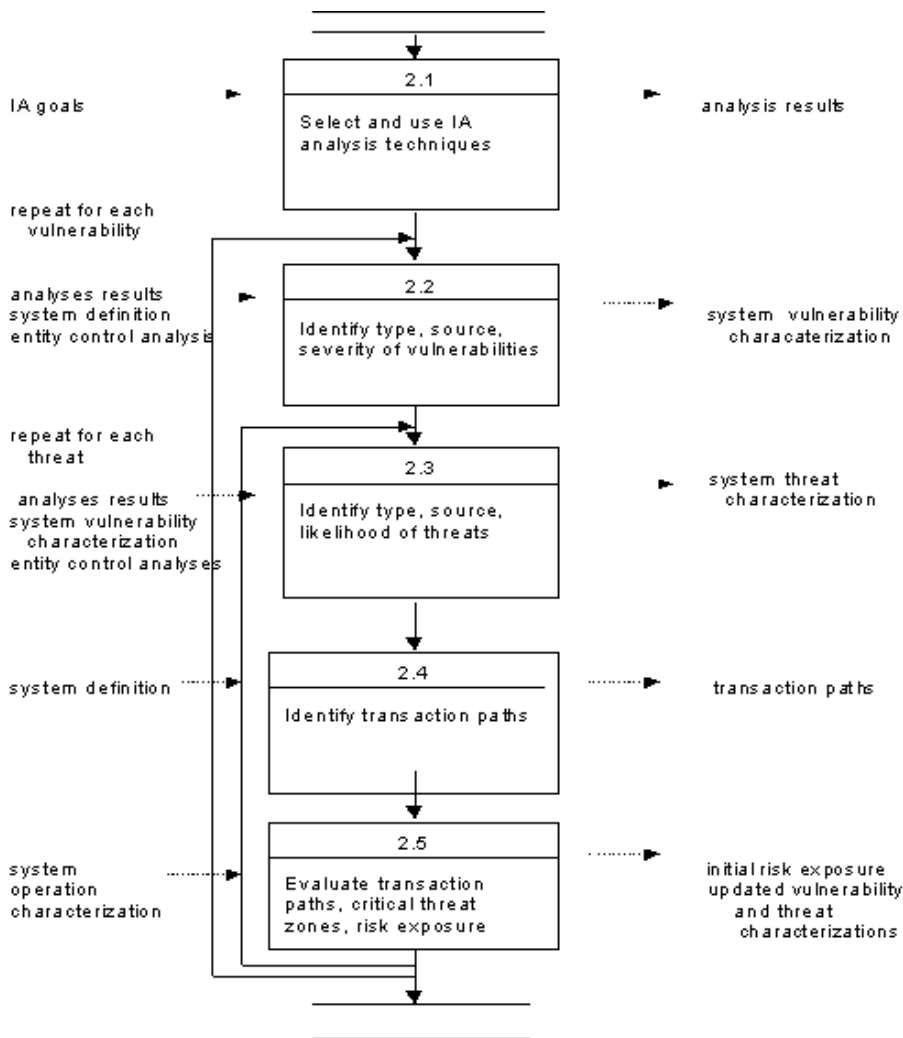 2.1
IA goals
Select and use IA
analysis techniques
analysis results
repeat for each
vulnerability
2.2
analyses results
system definition
entity control analysis
Identify type, source,
severity of vulnerabilities
system vulnerability
characaterization
repeat for each
threat
2.3
analyses results
system vulnerability
characterization
entity control analyses
Identify type, source,
likelihood of threats
system threat
characterization
2.4
system definition
Identify transaction paths
transaction paths
2.5
system
operation
characterization
Evaluate transaction
paths, critical threat
zones, risk exposure
initial risk exposure
updated vulnerability
and threat
characterizations